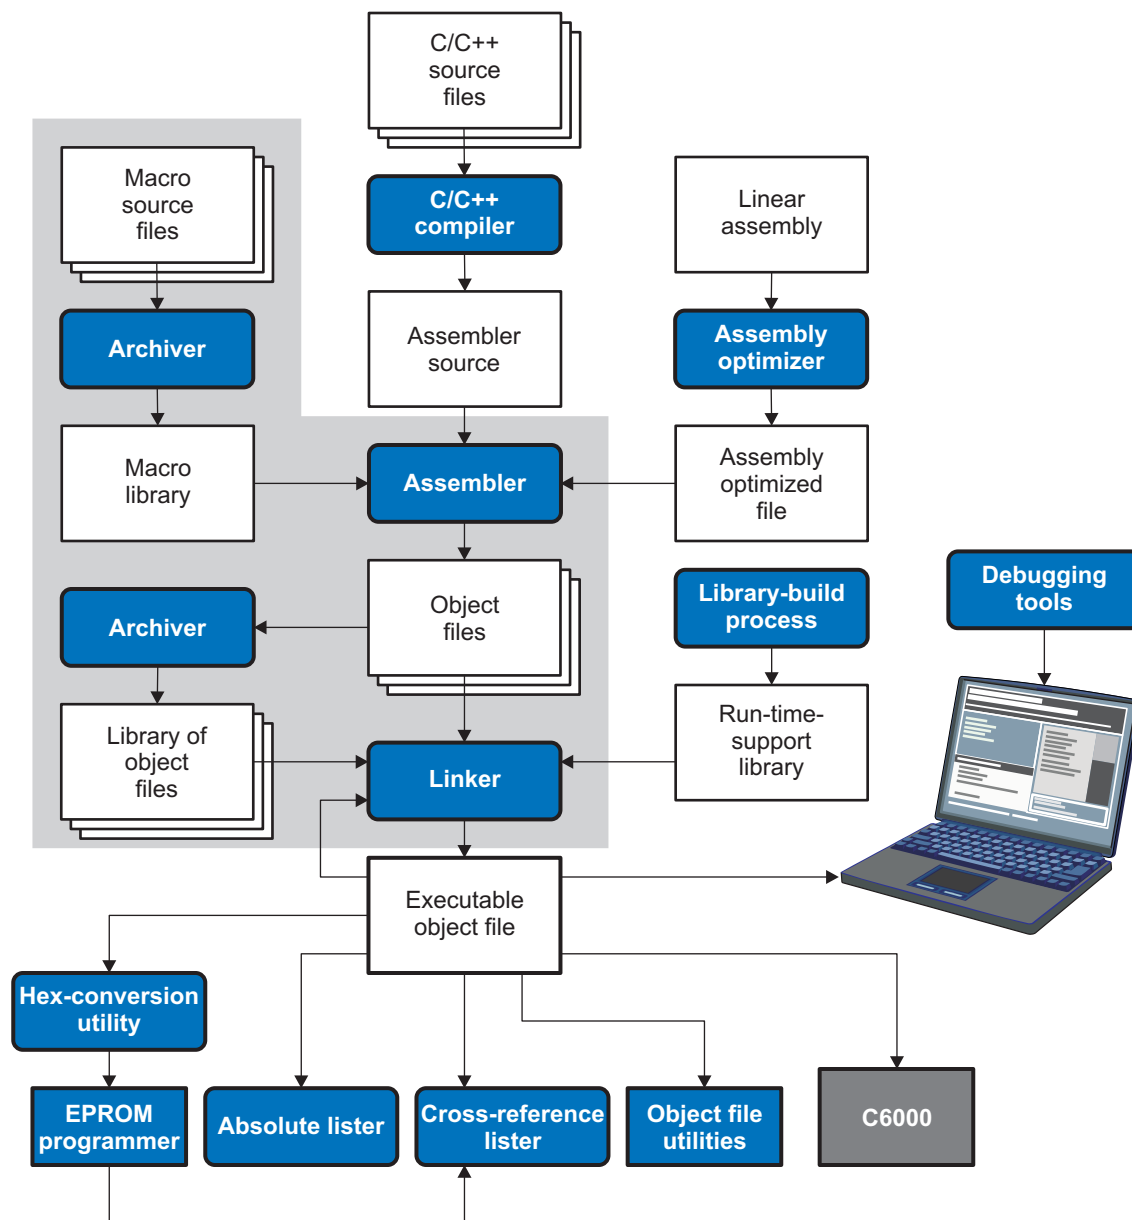 C/C++
source
files
Macro
source
files
C/C++
compiler
Linear
assembly
Archiver
Assembler
source
Assembly
optimizer
Macro
library
Assembler
Assembly
optimized
file
Archiver
Object
files
Library-build
process
Debugging
tools
Library of
object
files
Linker
Run-time-
support
library
Executable
object file
Hex-conversion
utility
EPROM
programmer
Absolute lister
Cross-reference
lister
Object file
utilities
C6000